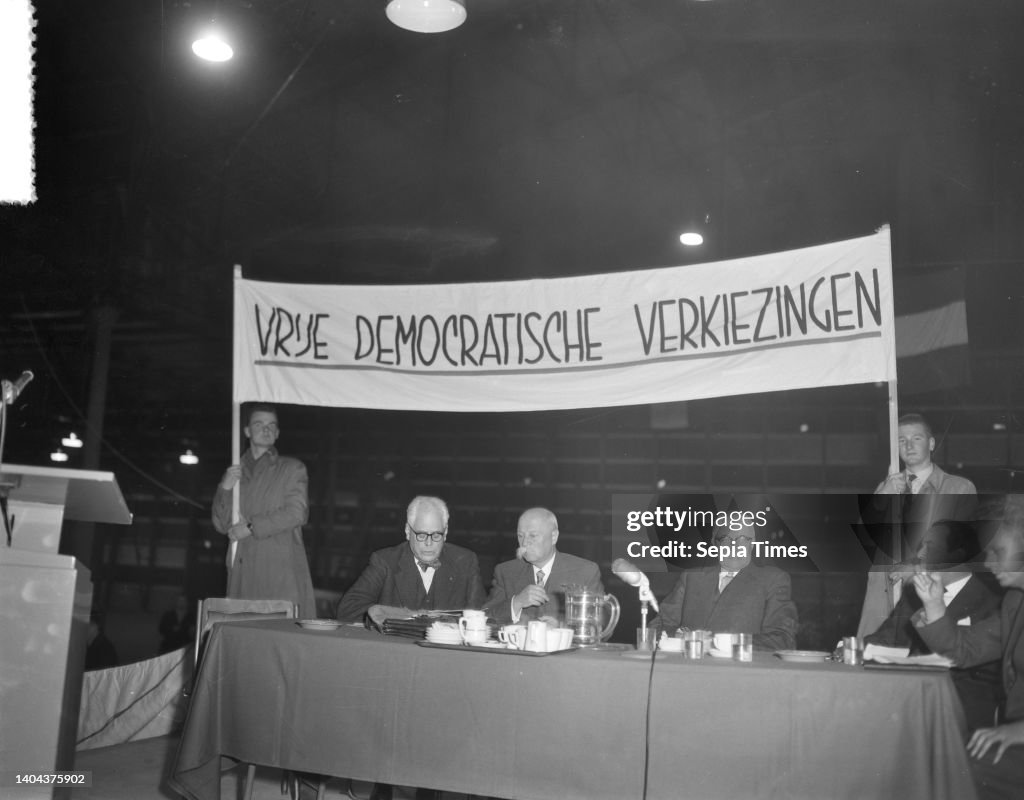 VRIJE DEMOCRATISCHE VERKIEZINGEN
gettyimages®
Credit: Sepia Times
1404375902